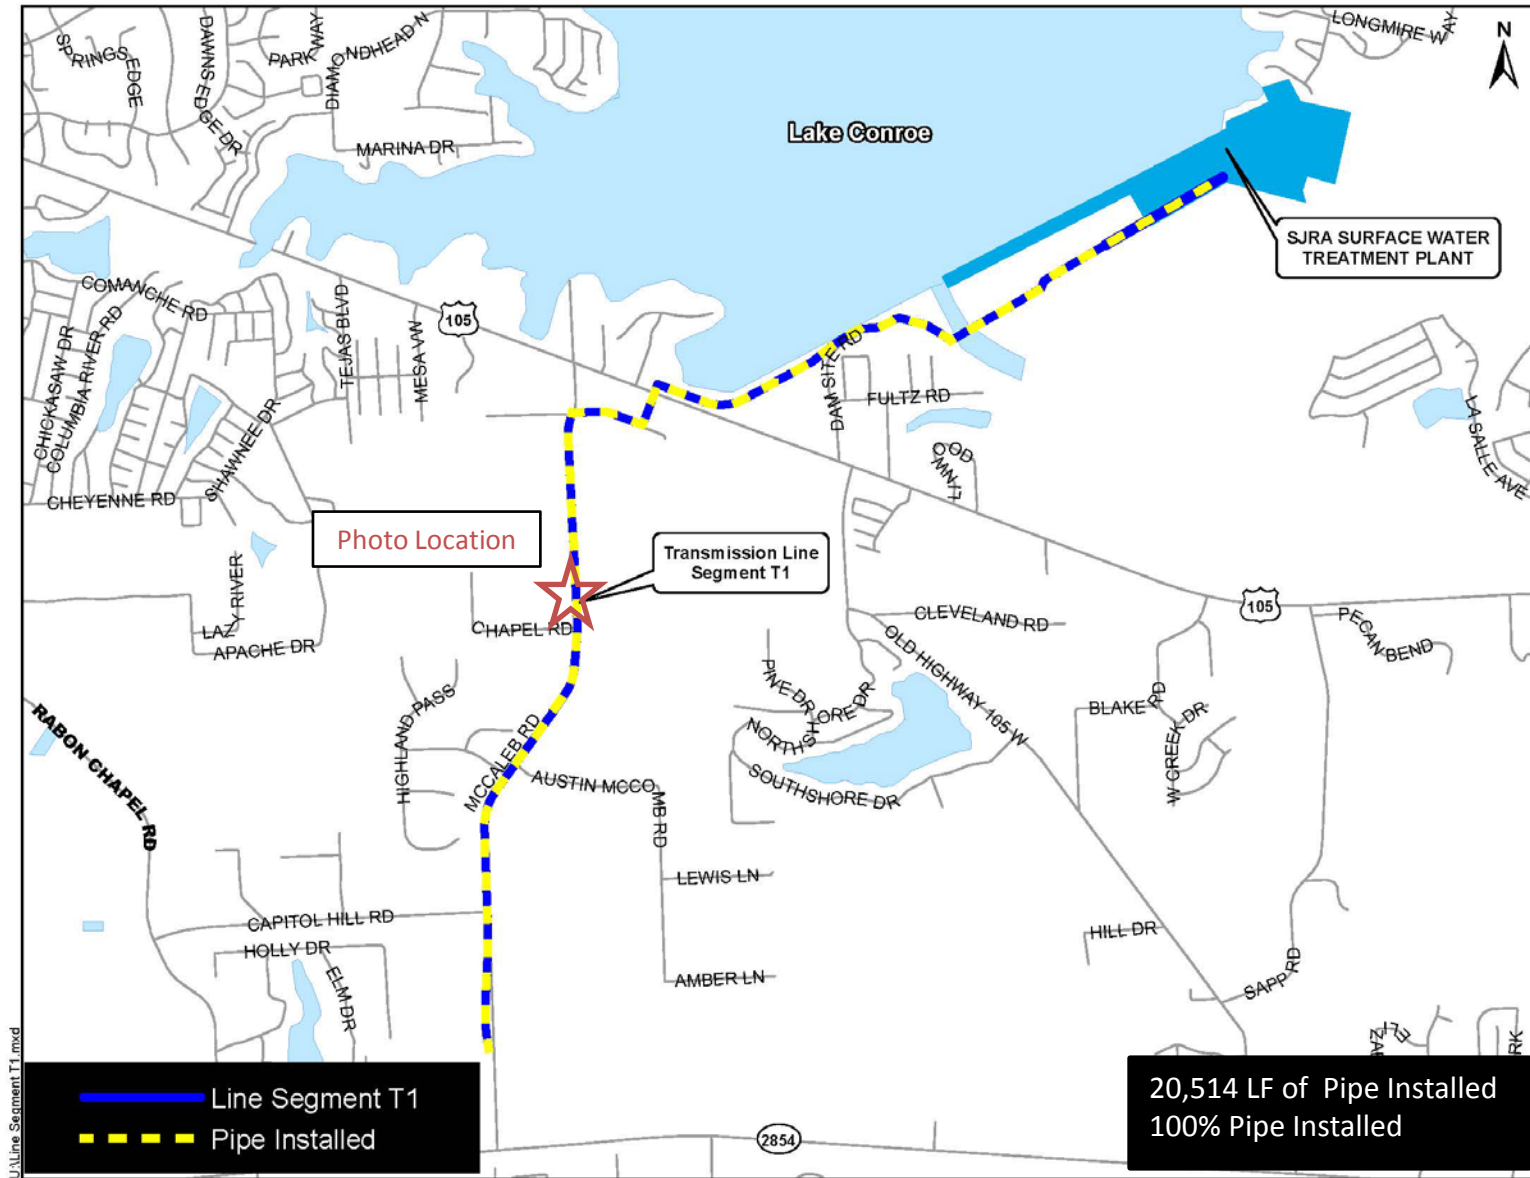 SPRINGS EDGE
DAWNS EDGE DR
PARK WAY
DIAMONDHEAD N
LONGMIRE WAY
N
MARINA DR
Lake Conroe
SJRA SURFACE WATER
TREATMENT PLANT
COMANCHE RD
CHICKASAW DR
COLUMBIA RIVER RD
TEJAS BLVD
MESA VW
105
DAM SITE RD
FULTZ RD
LA SALLE AVE
SHAWNEE DR
CHEYENNE RD
Photo Location
Transmission Line
Segment T1
LAZY RIVER
APACHE DR
CHAPEL RD
CLEVELAND RD
105
PECAN BEND
OLD HIGHWAY 105 W
PINE DR
NORTHSHORE DR
SOUTHSHORE DR
BLAKE RD
W CREEK DR
RABON CHAPEL RD
HIGHLAND PASS
MCCALEB RD
AUSTIN MCCOMB RD
LEWIS LN
CAPITOL HILL RD
HOLLY DR
ELM DR
AMBER LN
HILL DR
SAPP RD
U:\Line Segment T1.mxd
Line Segment T1
Pipe Installed
2854
20,514 LF of Pipe Installed
100% Pipe Installed